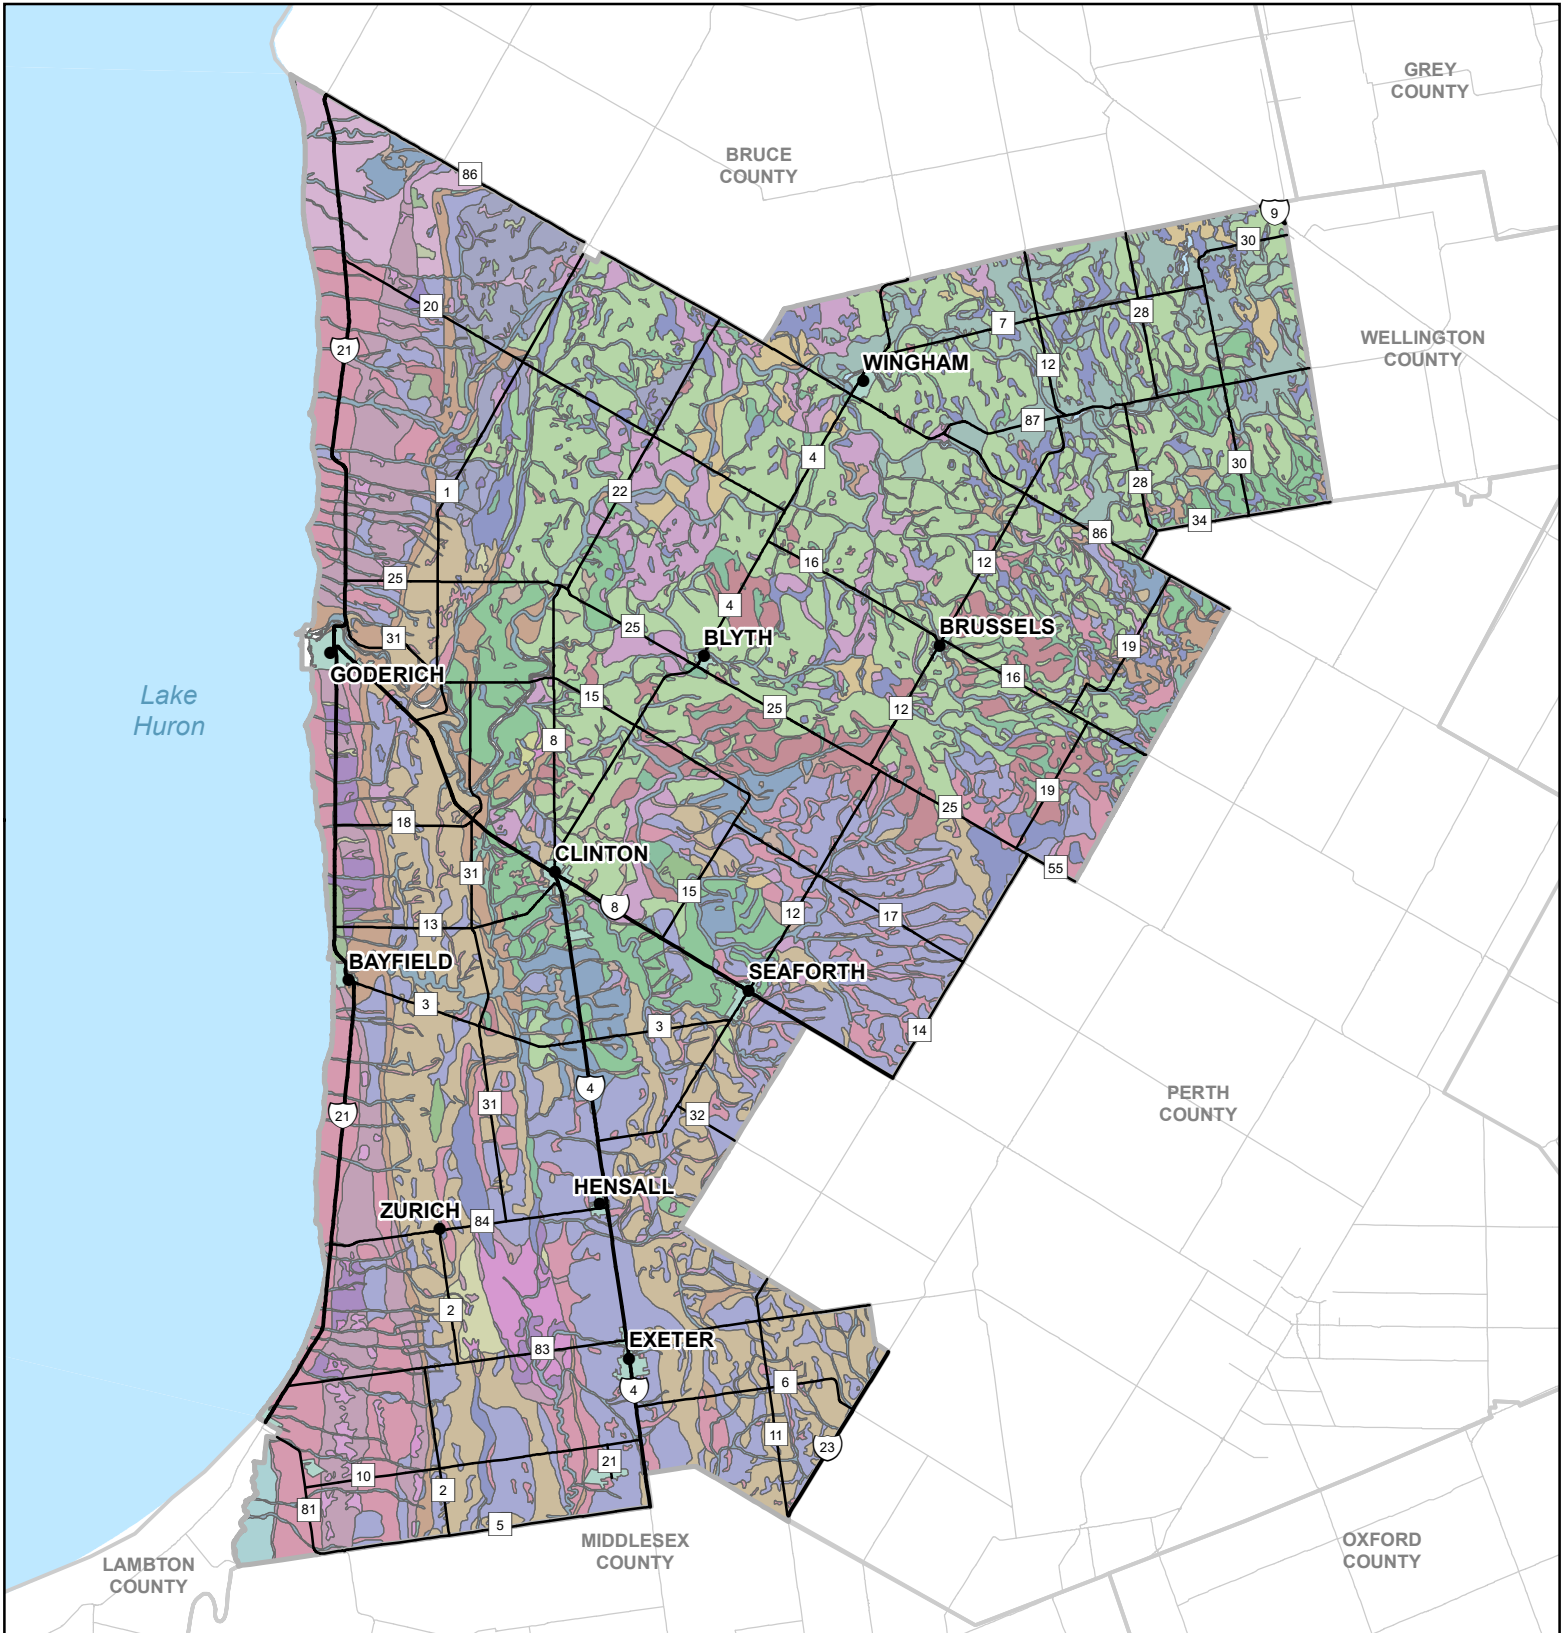 GREY
COUNTY
BRUCE
COUNTY
86
9
30
20
28
7
21
WELLINGTON
COUNTY
WINGHAM
12
87
4
30
28
22
1
34
86
16
12
25
4
25
BLYTH
BRUSSELS
31
19
GODERICH
16
Lake
Huron
15
25
12
8
19
25
18
CLINTON
55
31
15
8
12
17
13
BAYFIELD
SEAFORTH
3
3
14
4
31
21
32
PERTH
COUNTY
HENSALL
ZURICH
84
2
EXETER
83
6
4
11
23
21
10
2
81
5
MIDDLESEX
COUNTY
OXFORD
COUNTY
LAMBTON
COUNTY